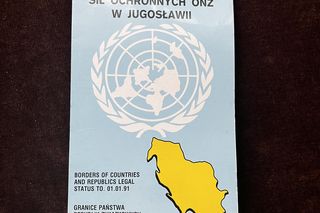 SIŁ OCHRONNYCH ONZ
W JUGOSŁAWII
BORDERS OF COUNTRIES
AND REPUBLICS LEGAL
STATUS TO. 01.01.91
GRANICE PAŃSTWA